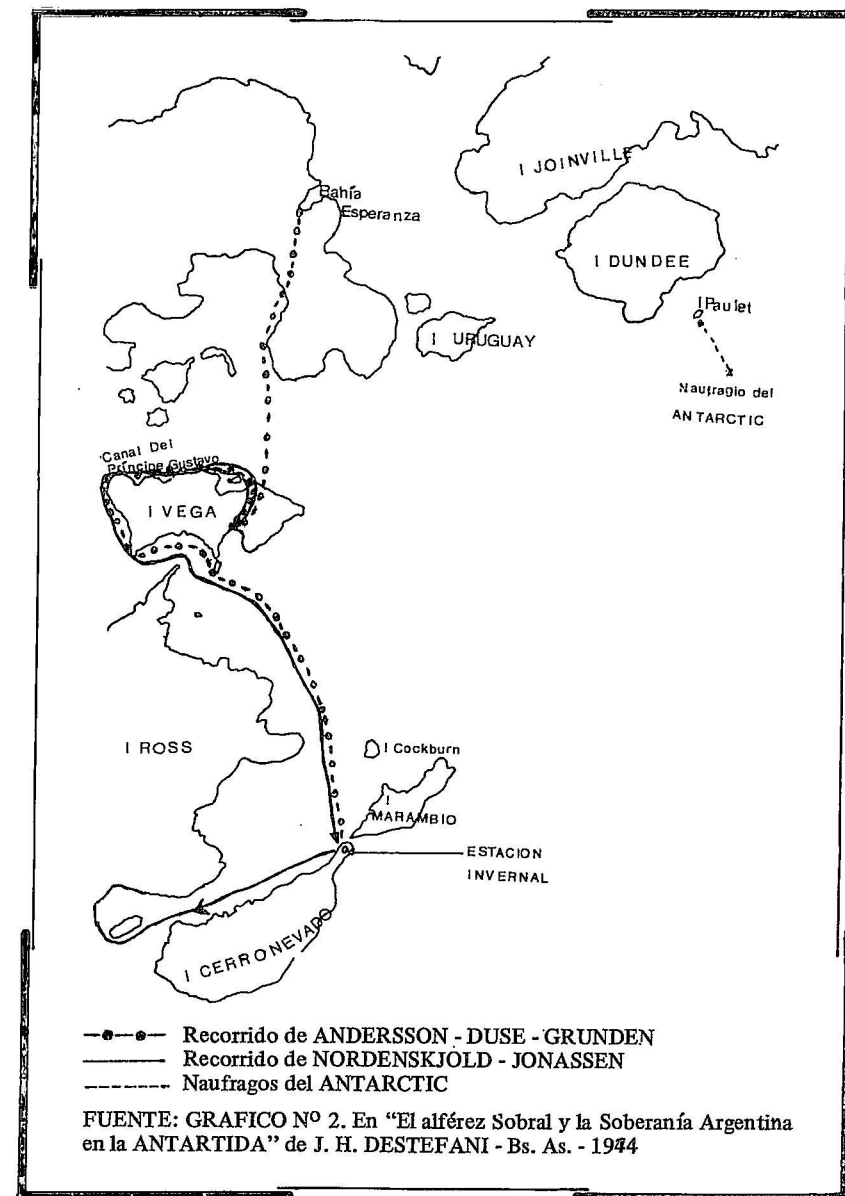 I JOINVILLE
Bahía
Esperanza
I DUNDEE
I Paulet
I URUGUAY
Naufragio del
ANTARCTIC
Canal Del
Príncipe Gustavo
I VEGA
I ROSS
I Cockburn
I
MARAMBIO
ESTACION
INVERNAL
I CERRO NEVADO
Recorrido de ANDERSSON - DUSE - GRUNDEN
Recorrido de NORDENSKJÖLD - JONASSEN
Naufragos del ANTARCTIC
FUENTE: GRAFICO Nº 2. En “El alférez Sobral y la Soberanía Argentina
en la ANTARTIDA” de J. H. DESTEFANI - Bs. As. -